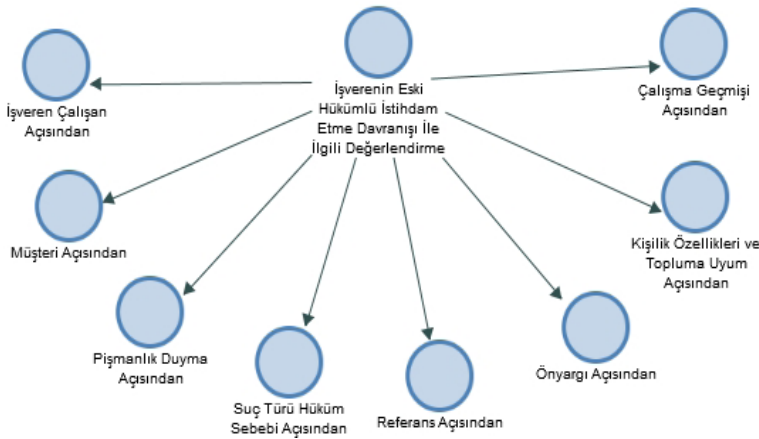 İşverenin Eski
Hükümlü İstihdam
Etme Davranışı İle
İlgili Değerlendirme
İşveren Çalışan
Açısından
Müşteri Açısından
Pişmanlık Duyma
Açısından
Suç Türü Hüküm
Sebebi Açısından
Referans Açısından
Önyargı Açısından
Kişilik Özellikleri ve
Topluma Uyum
Açısından
Çalışma Geçmişi
Açısından